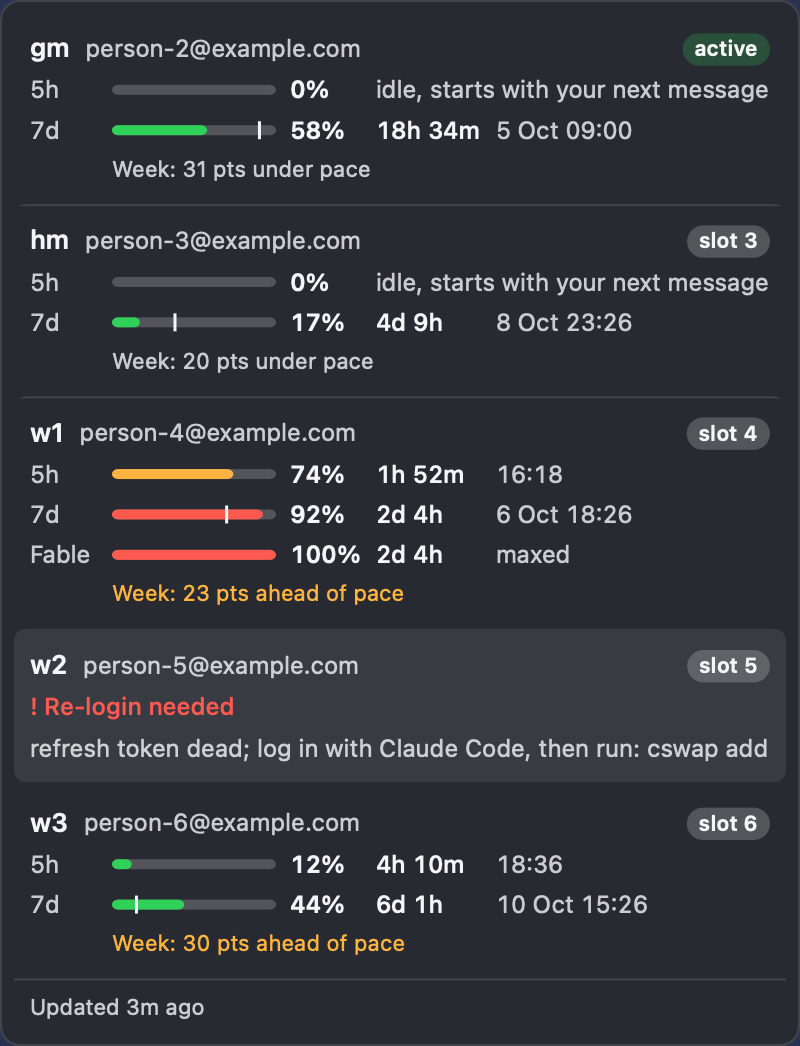 gm person-2@example.com active
5h 0% idle, starts with your next message
7d 58% 18h 34m 5 Oct 09:00
Week: 31 pts under pace
hm person-3@example.com slot 3
5h 0% idle, starts with your next message
7d 17% 4d 9h 8 Oct 23:26
Week: 20 pts under pace
w1 person-4@example.com slot 4
5h 74% 1h 52m 16:18
7d 92% 2d 4h 6 Oct 18:26
Fable 100% 2d 4h maxed
Week: 23 pts ahead of pace
w2 person-5@example.com slot 5
! Re-login needed
refresh token dead; log in with Claude Code, then run: cswap add
w3 person-6@example.com slot 6
5h 12% 4h 10m 18:36
7d 44% 6d 1h 10 Oct 15:26
Week: 30 pts ahead of pace
Updated 3m ago